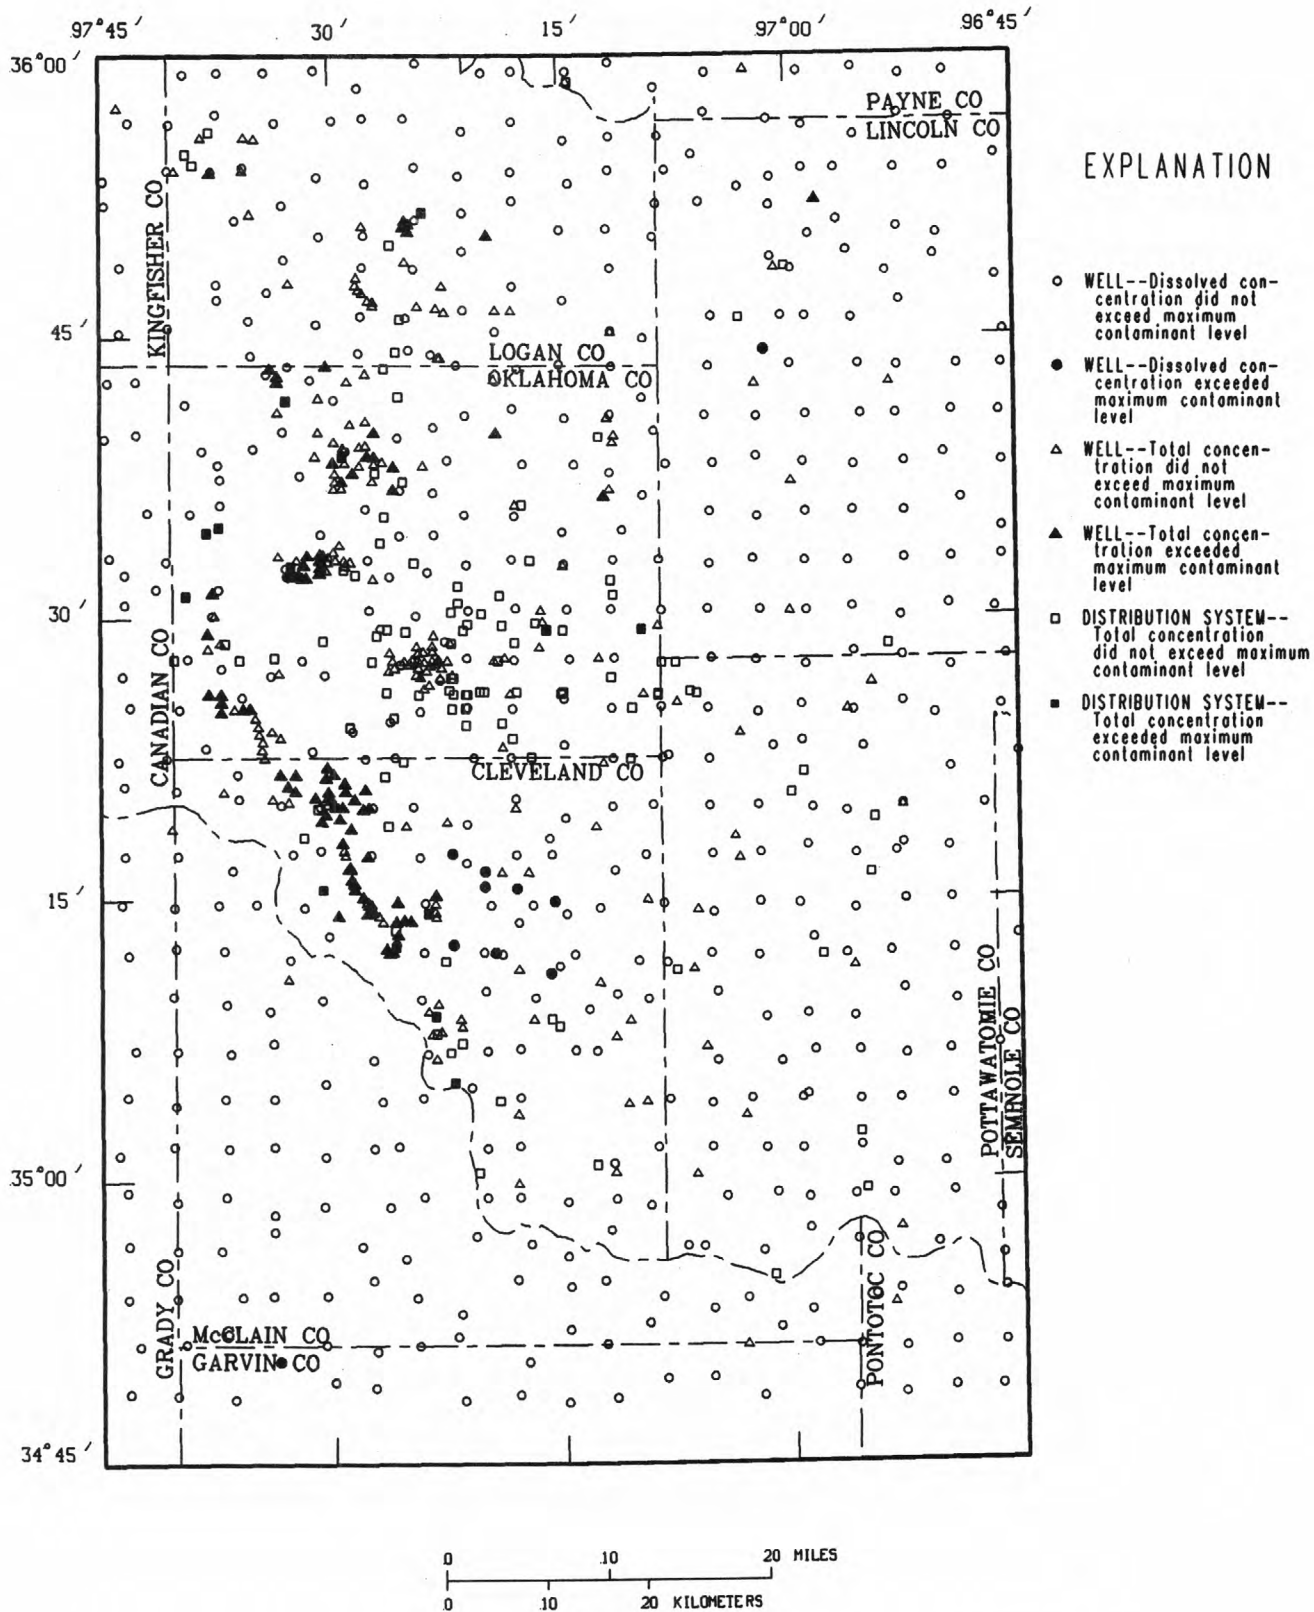 97°45′
30′
15′
97°00′
96°45′
36°00′
PAYNE CO
LINCOLN CO
KINGFISHER CO
45′
LOGAN CO
OKLAHOMA CO
30′
CANADIAN CO
CLEVELAND CO
15′
POTTAWATOMIE CO
SEMINOLE CO
35°00′
GRADY CO
McCLAIN CO
GARVIN CO
PONTOTOC CO
34°45′
EXPLANATION
WELL--Dissolved con-
centration did not
exceed maximum
contaminant level
WELL--Dissolved con-
centration exceeded
maximum contaminant
level
WELL--Total concen-
tration did not
exceed maximum
contaminant level
WELL--Total concen-
tration exceeded
maximum contaminant
level
DISTRIBUTION SYSTEM--
Total concentration
did not exceed maximum
contaminant level
DISTRIBUTION SYSTEM--
Total concentration
exceeded maximum
contaminant level
0 10 20 MILES
0 10 20 KILOMETERS